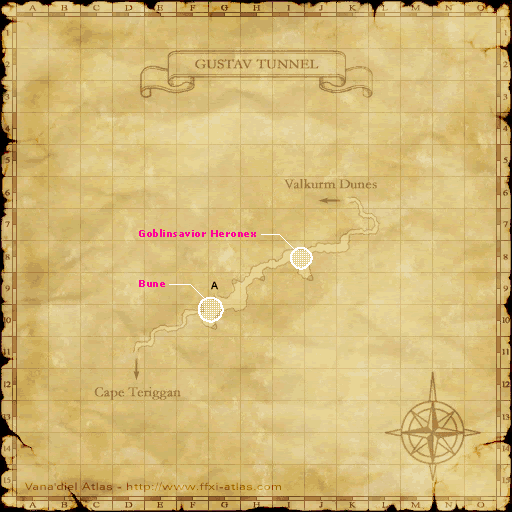 A B C D E F G H I J K L M N O
GUSTAV TUNNEL
Valkurm Dunes
Goblinsavior Heronex
Bune
A
Cape Teriggan
Vana'diel Atlas - http://www.ffxi-atlas.com
1
2
3
4
5
6
7
8
9
10
11
12
13
14
15
A B C D E F G H I J K L M N O